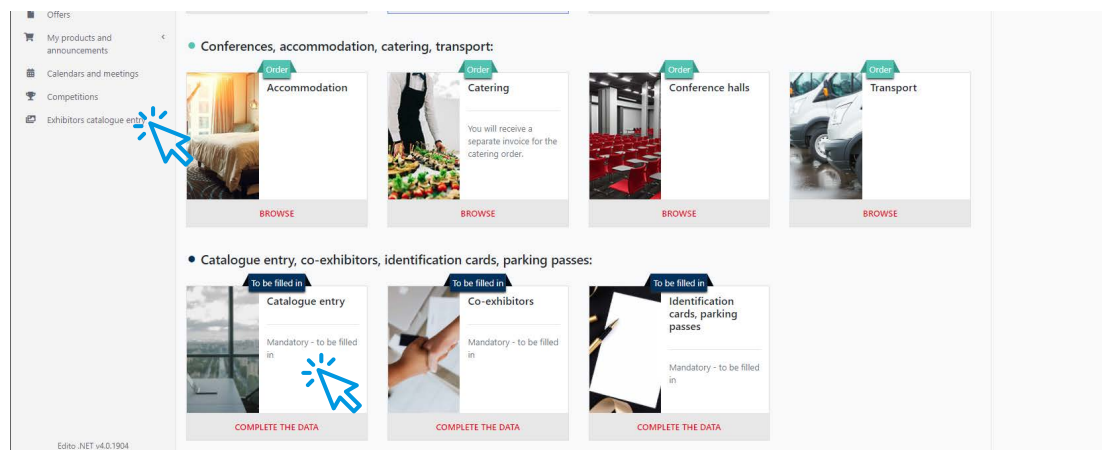 Offers
My products and
announcements
Calendars and meetings
Competitions
Exhibitors catalogue entry
Edito .NET v4.0.1904
Conferences, accommodation, catering, transport:
Order
Accommodation
BROWSE
Order
Catering
You will receive a
separate invoice for the
catering order.
BROWSE
Order
Conference halls
BROWSE
Order
Transport
BROWSE
Catalogue entry, co-exhibitors, identification cards, parking passes:
To be filled in
Catalogue entry
Mandatory - to be filled
in
COMPLETE THE DATA
To be filled in
Co-exhibitors
Mandatory - to be filled
in
COMPLETE THE DATA
To be filled in
Identification
cards, parking
passes
Mandatory - to be filled
in
COMPLETE THE DATA